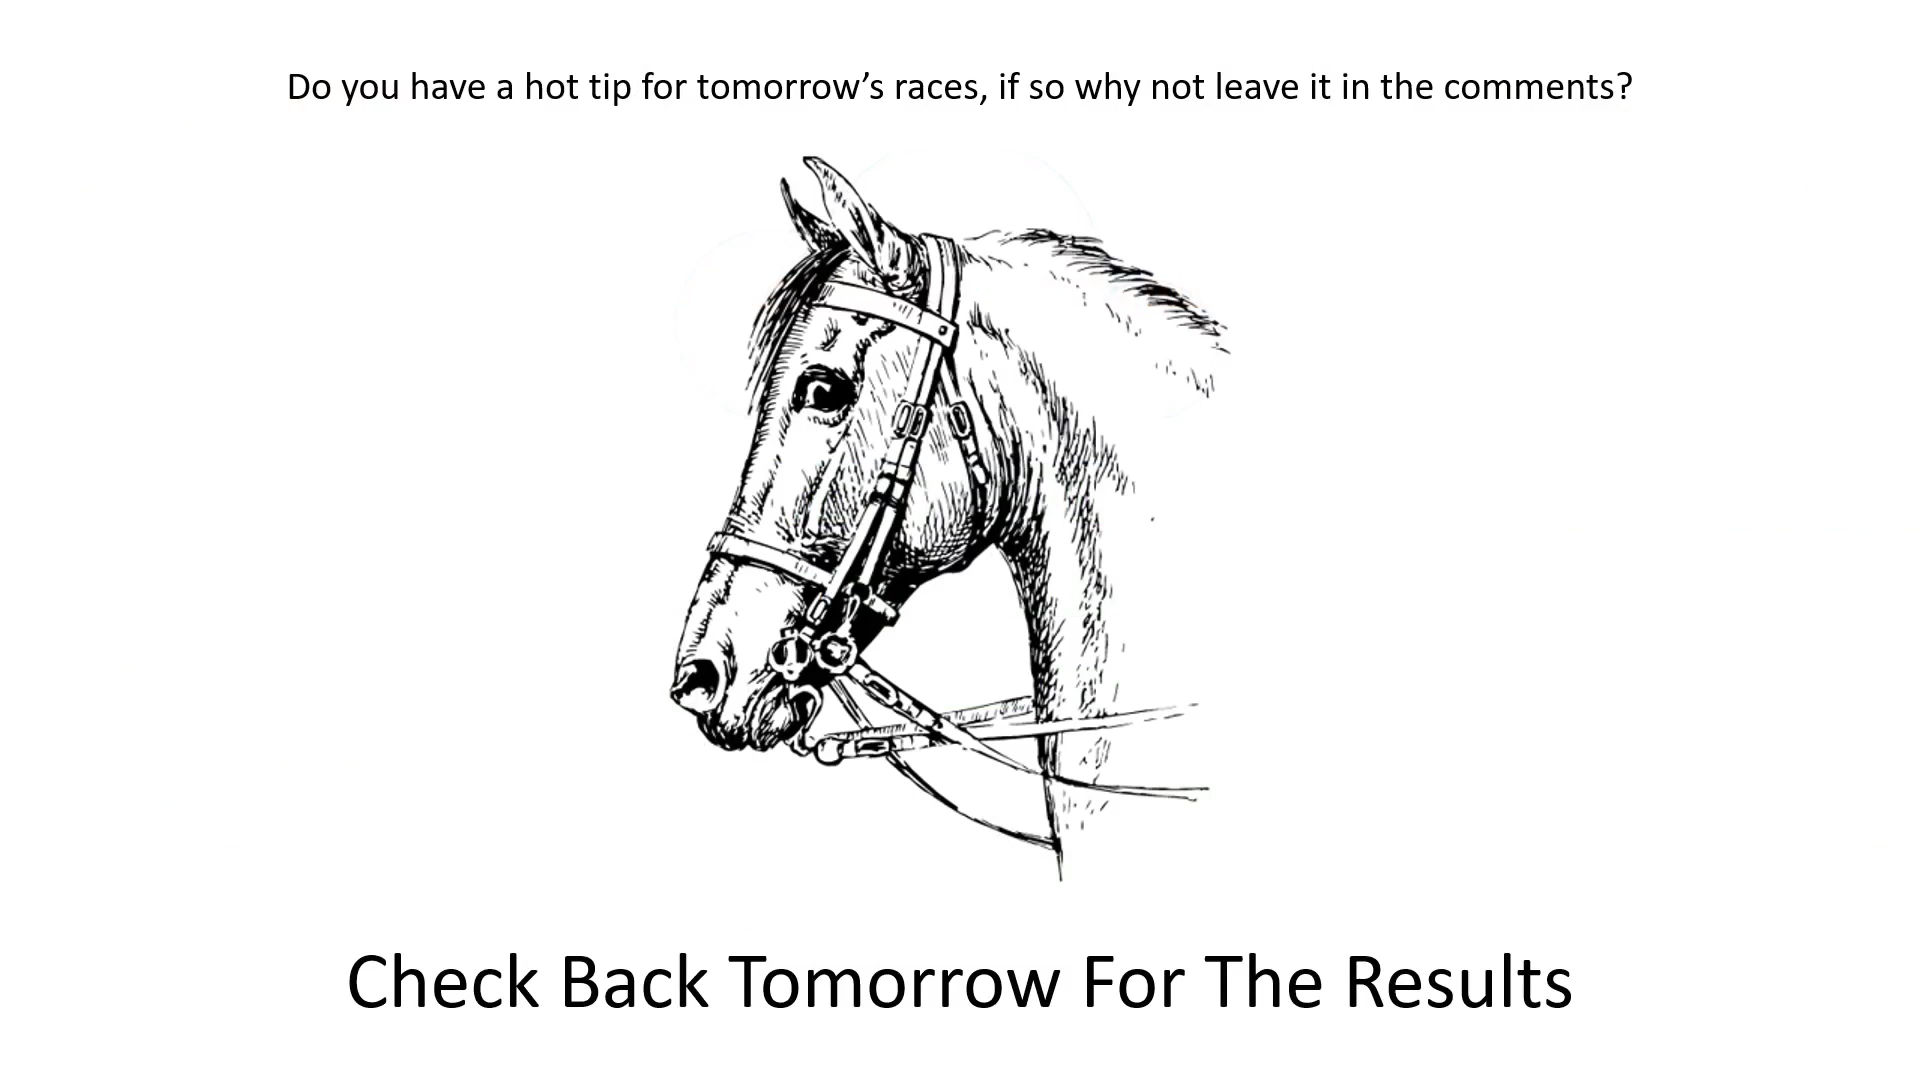 Do you have a hot tip for tomorrow’s races, if so why not leave it in the comments?
Check Back Tomorrow For The Results